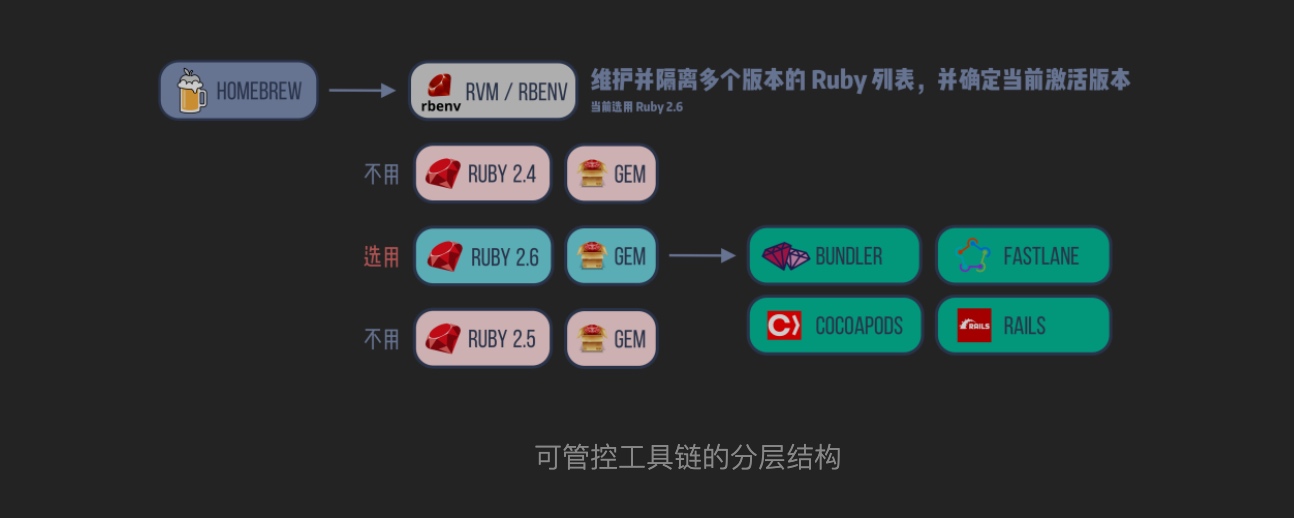 HOMEBREW
rbenv
RVM / RBENV
维护并隔离多个版本的 Ruby 列表，并确定当前激活版本
当前选用 Ruby 2.6
不用
RUBY 2.4
GEM
选用
RUBY 2.6
GEM
BUNDLER
FASTLANE
COCOAPODS
RAILS
RAILS
不用
RUBY 2.5
GEM
可管控工具链的分层结构